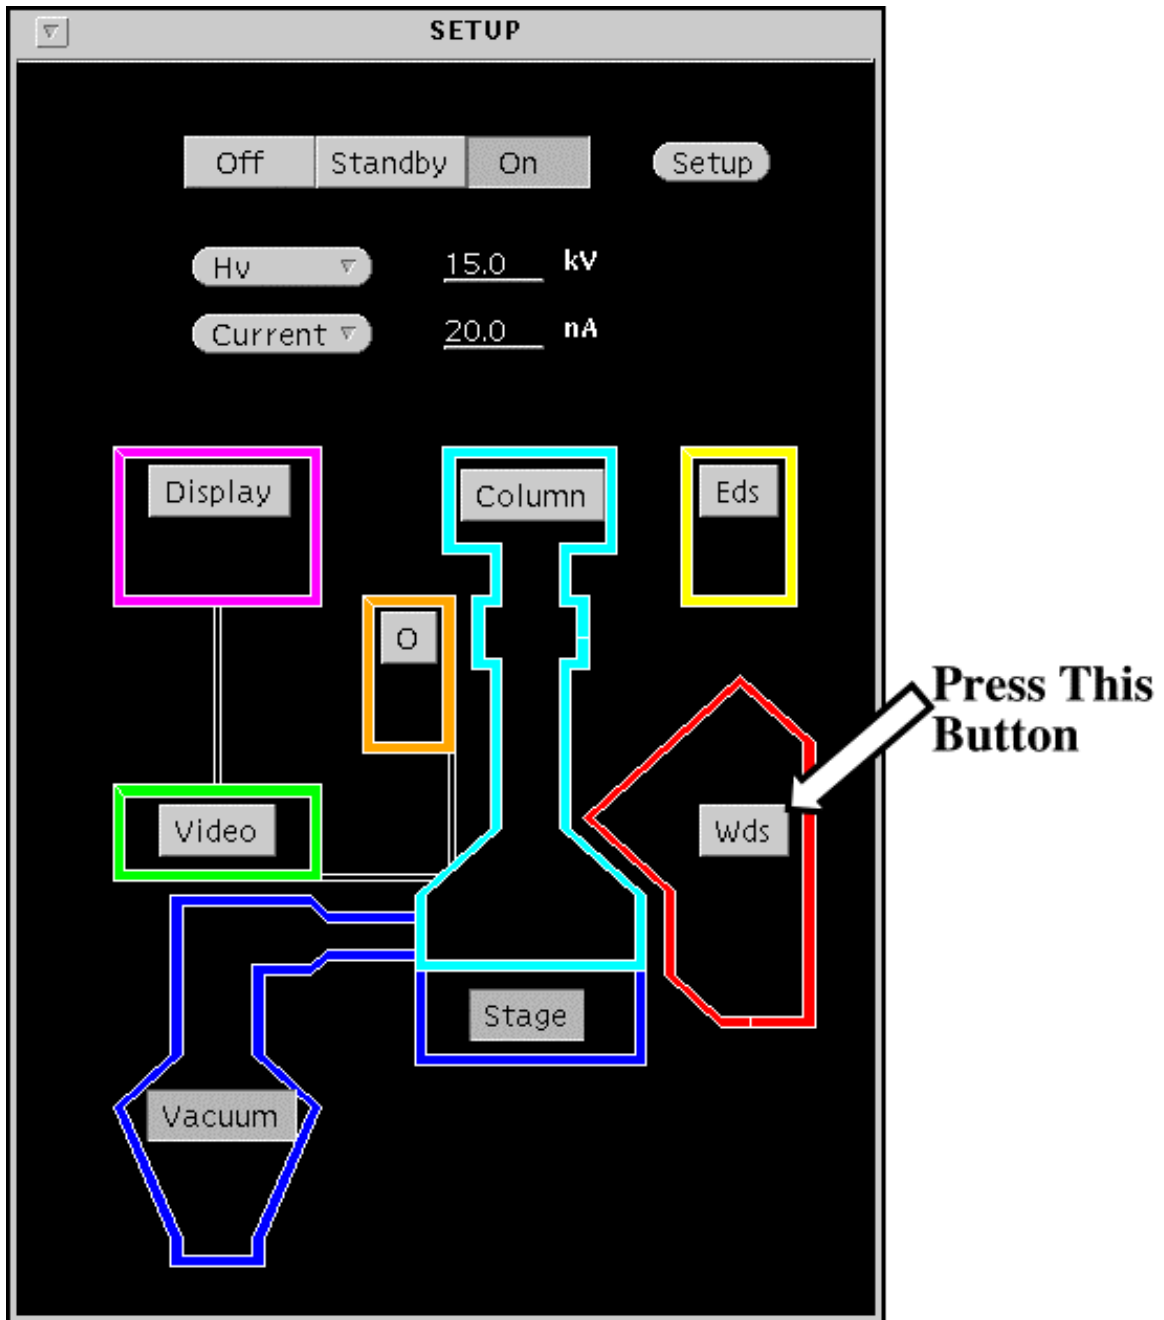 SETUP
Off Standby On Setup
Hv 15.0 kV
Current 20.0 nA
Display Column Eds
O
Press This
Button
Video Wds
Stage
Vacuum